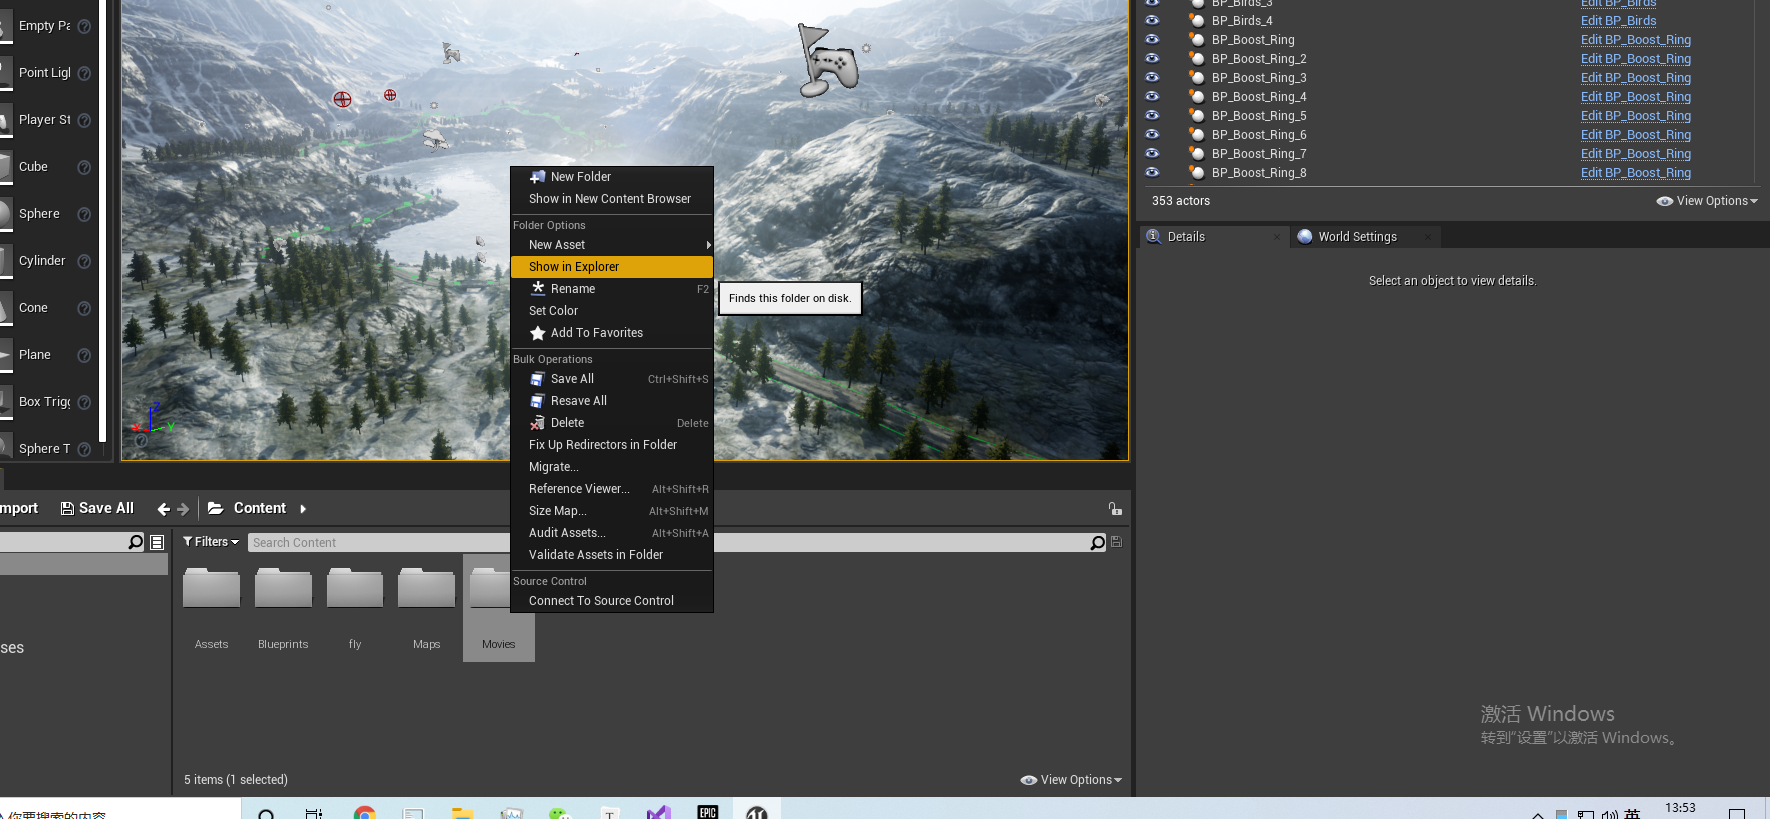 Empty Pa
Point Ligl
Player St
Cube
Sphere
Cylinder
Cone
Plane
Box Trigg
Sphere T
New Folder
Show in New Content Browser
Folder Options
New Asset
Show in Explorer
Rename F2
Set Color
Add To Favorites
Bulk Operations
Save All Ctrl+Shift+S
Resave All
Delete Delete
Fix Up Redirectors in Folder
Migrate...
Reference Viewer... Alt+Shift+R
Size Map... Alt+Shift+M
Audit Assets... Alt+Shift+A
Validate Assets in Folder
Source Control
Connect To Source Control
Finds this folder on disk.
BP_Birds_3 Edit BP_Birds
BP_Birds_4 Edit BP_Birds
BP_Boost_Ring Edit BP_Boost_Ring
BP_Boost_Ring_2 Edit BP_Boost_Ring
BP_Boost_Ring_3 Edit BP_Boost_Ring
BP_Boost_Ring_4 Edit BP_Boost_Ring
BP_Boost_Ring_5 Edit BP_Boost_Ring
BP_Boost_Ring_6 Edit BP_Boost_Ring
BP_Boost_Ring_7 Edit BP_Boost_Ring
BP_Boost_Ring_8 Edit BP_Boost_Ring
353 actors View Options
Details World Settings
Select an object to view details.
mport Save All Content
Filters Search Content
ses
Assets Blueprints fly Maps Movies
5 items (1 selected) View Options
激活 Windows
转到"设置"以激活 Windows。
你要搜索的内容
EPIC
英
13:53
X
Y
Z